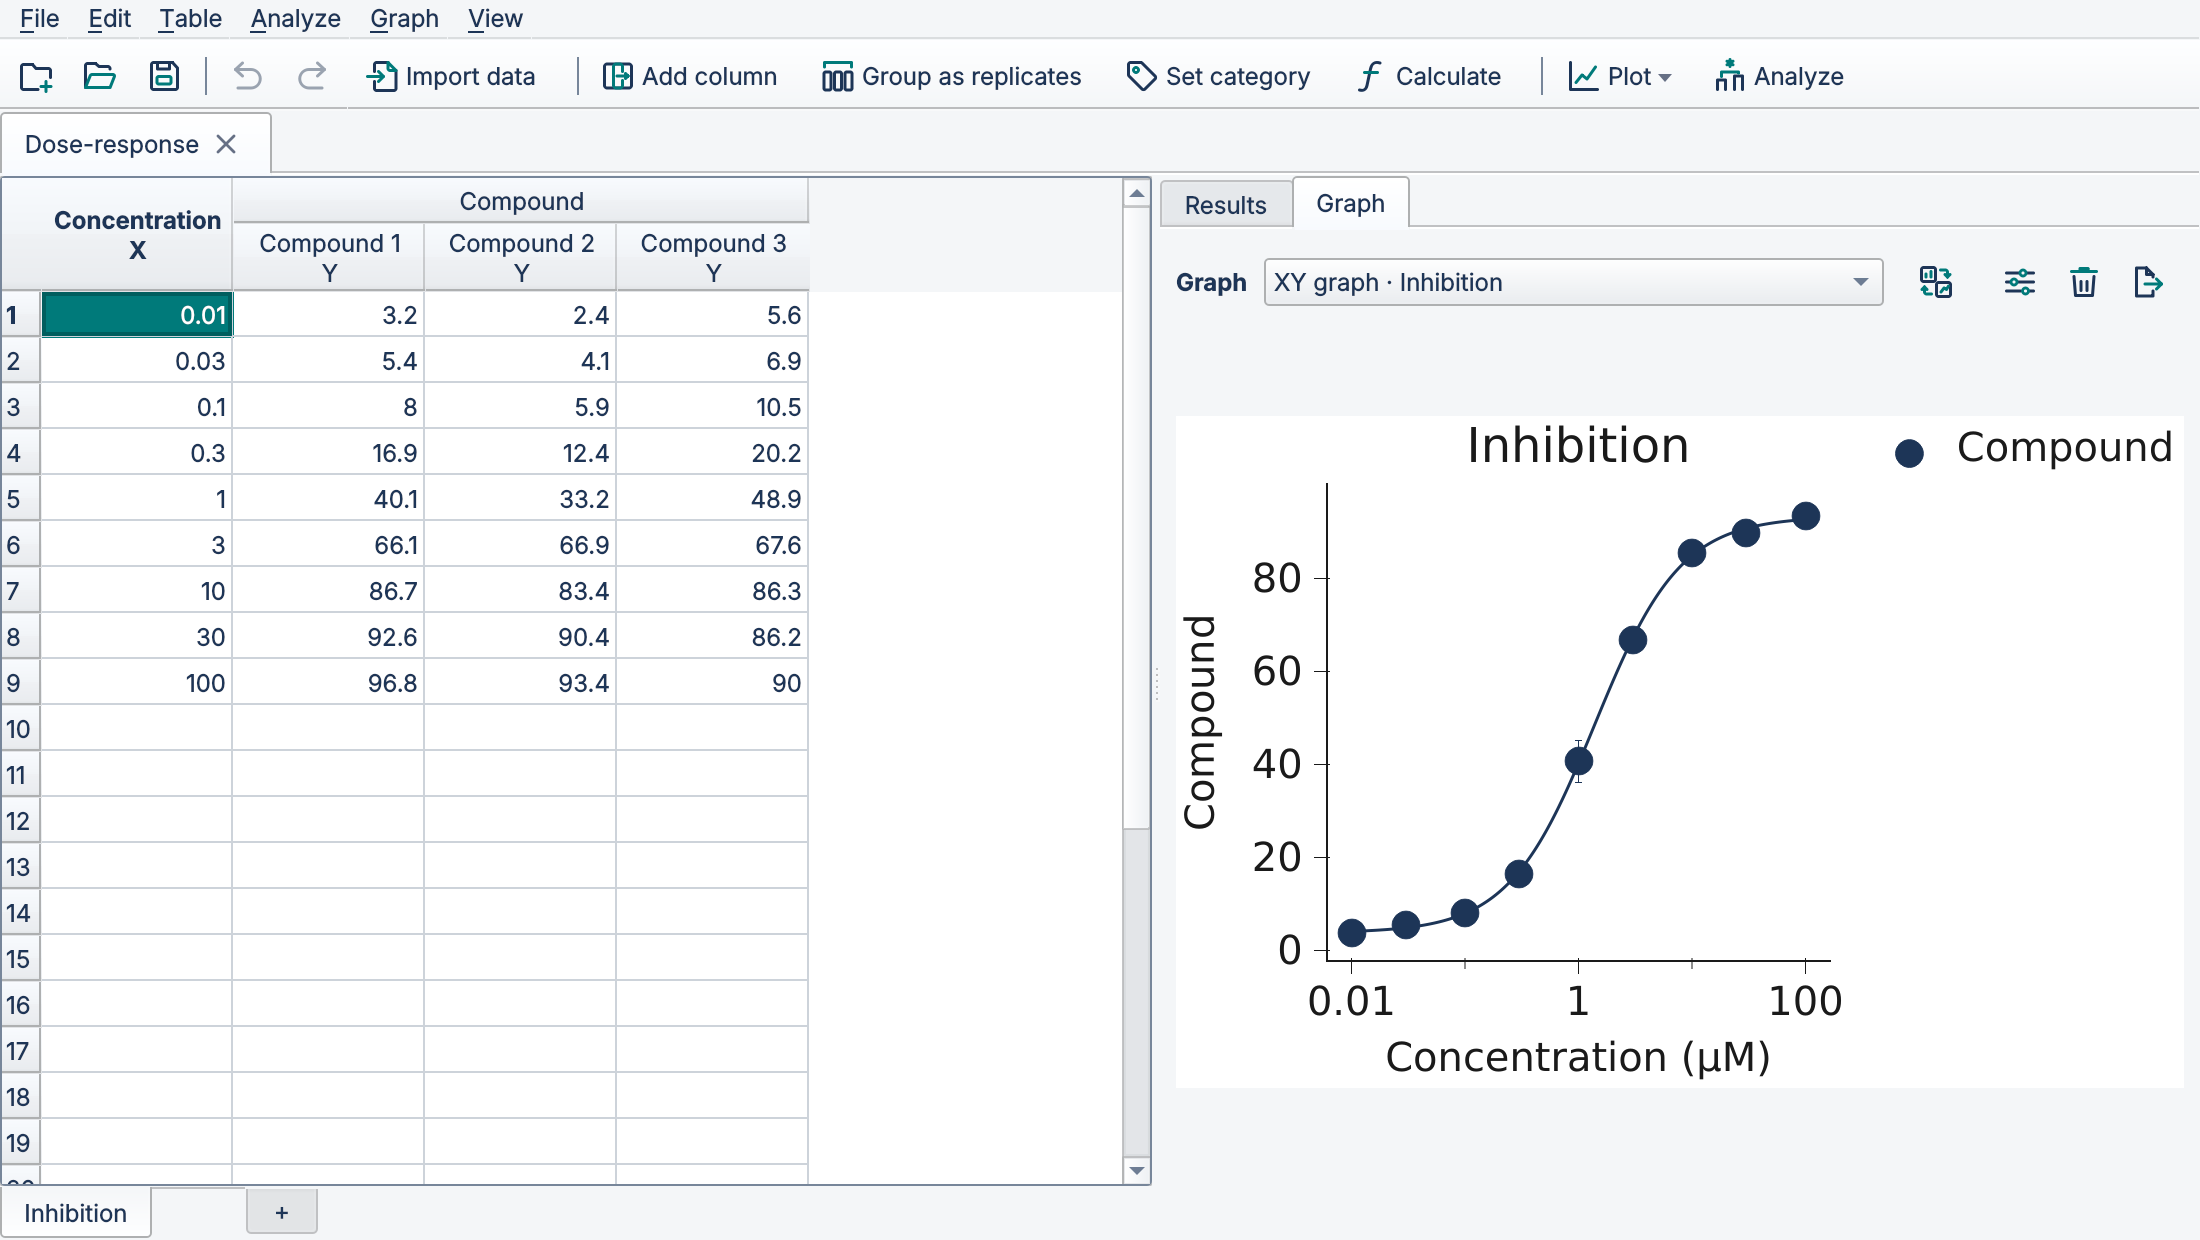 File Edit Table Analyze Graph View
Import data Add column Group as replicates Set category Calculate Plot Analyze
Dose-response
Concentration X
Compound
Compound 1 Y
Compound 2 Y
Compound 3 Y
1 0.01 3.2 2.4 5.6
2 0.03 5.4 4.1 6.9
3 0.1 8 5.9 10.5
4 0.3 16.9 12.4 20.2
5 1 40.1 33.2 48.9
6 3 66.1 66.9 67.6
7 10 86.7 83.4 86.3
8 30 92.6 90.4 86.2
9 100 96.8 93.4 90
10
11
12
13
14
15
16
17
18
19
Inhibition +
Results Graph
Graph XY graph · Inhibition
Inhibition
Compound
Compound
80
60
40
20
0
0.01 1 100
Concentration (µM)